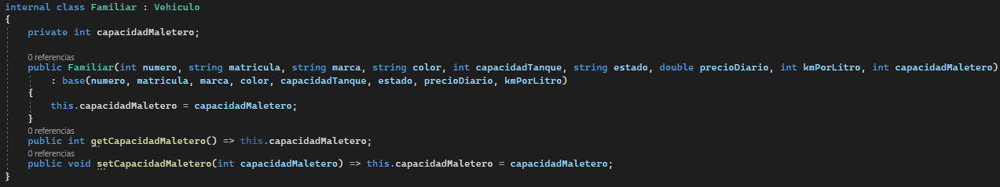 internal class Familiar : Vehiculo
{
private int capacidadMaletero;
0 referencias
public Familiar(int numero, string matricula, string marca, string color, int capacidadTanque, string estado, double precioDiario, int kmPorLitro, int capacidadMaletero)
: base(numero, matricula, marca, color, capacidadTanque, estado, precioDiario, kmPorLitro)
{
this.capacidadMaletero = capacidadMaletero;
}
0 referencias
public int getCapacidadMaletero() => this.capacidadMaletero;
0 referencias
public void setCapacidadMaletero(int capacidadMaletero) => this.capacidadMaletero = capacidadMaletero;
}